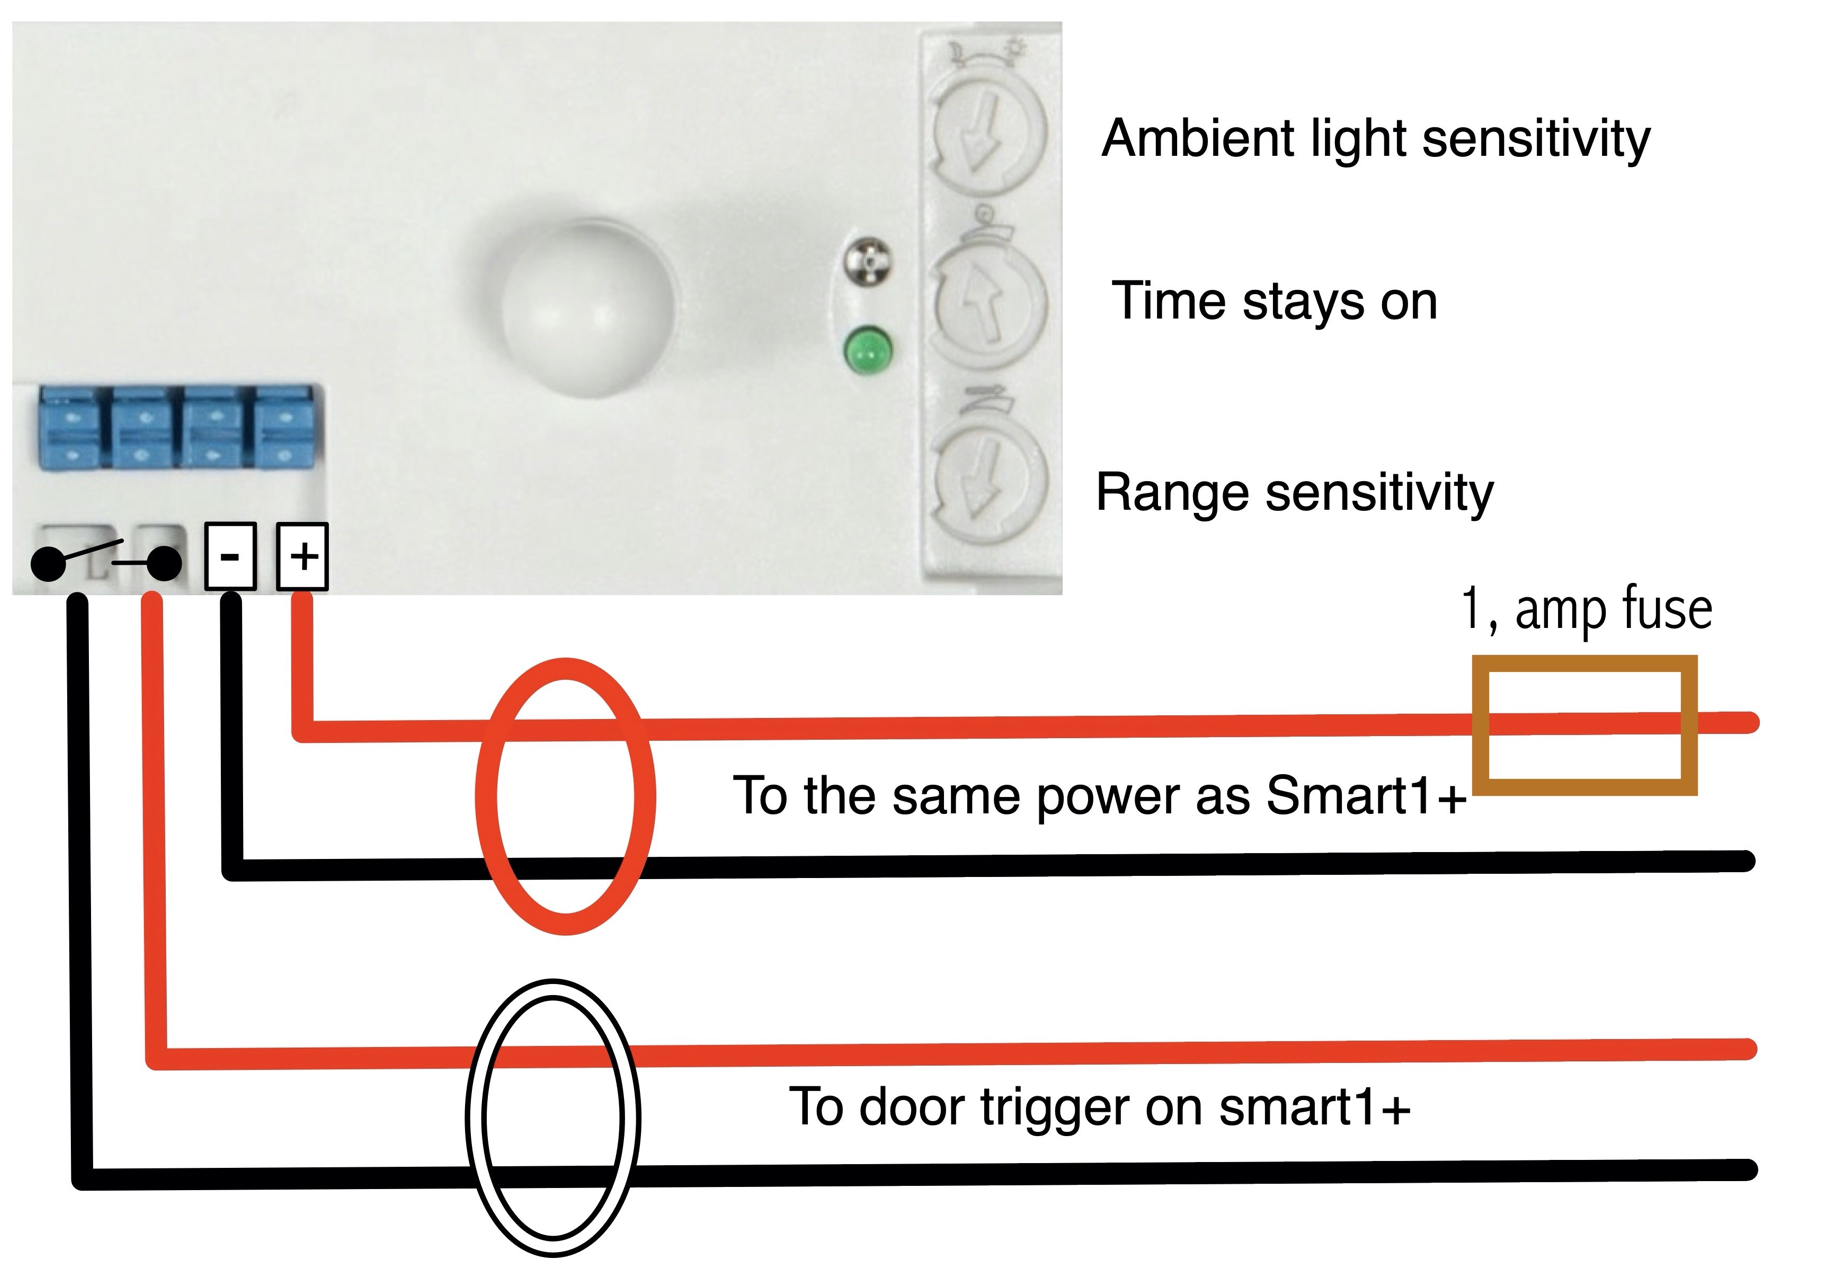 Ambient light sensitivity
Time stays on
Range sensitivity
L
- +
1, amp fuse
To the same power as Smart1+
To door trigger on smart1+